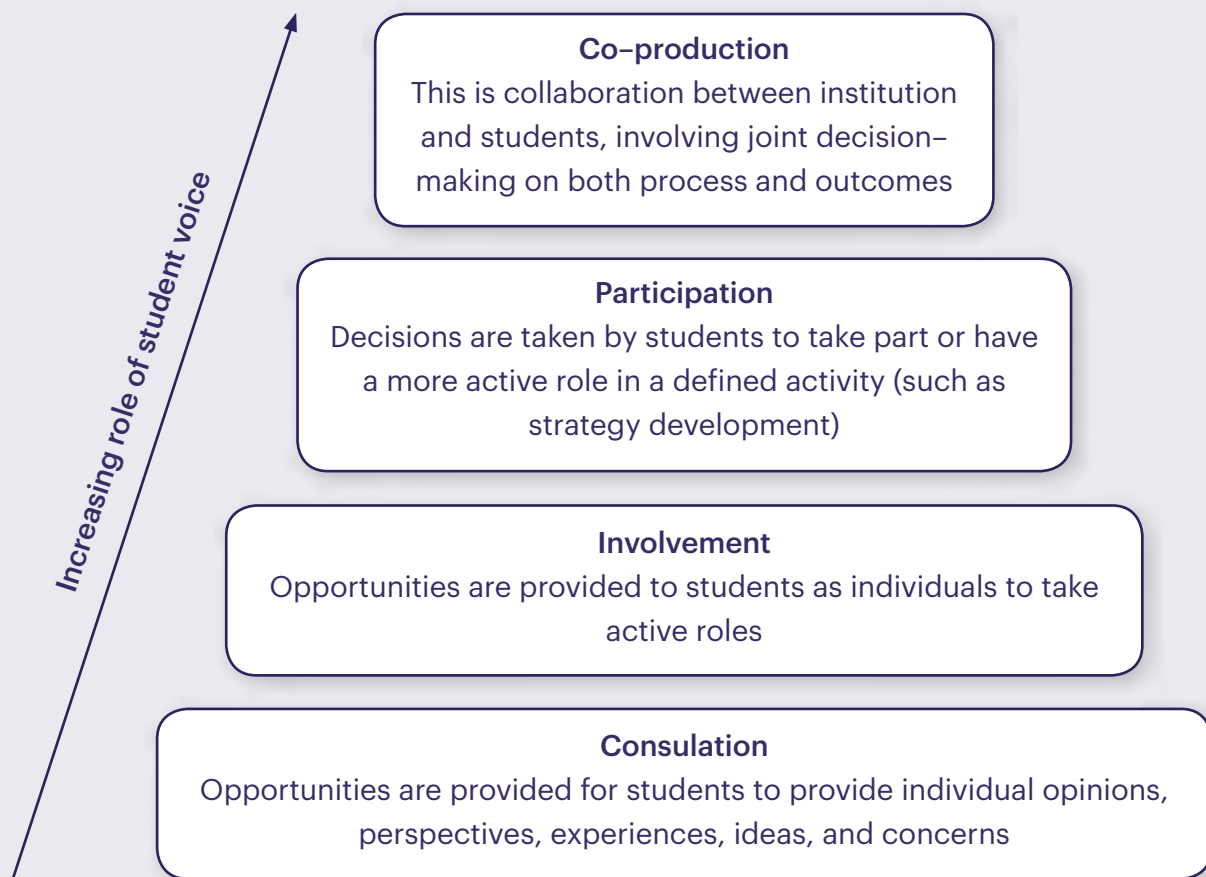 Increasing role of student voice
Co–production
This is collaboration between institution
and students, involving joint decision–
making on both process and outcomes
Participation
Decisions are taken by students to take part or have
a more active role in a defined activity (such as
strategy development)
Involvement
Opportunities are provided to students as individuals to take
active roles
Consulation
Opportunities are provided for students to provide individual opinions,
perspectives, experiences, ideas, and concerns